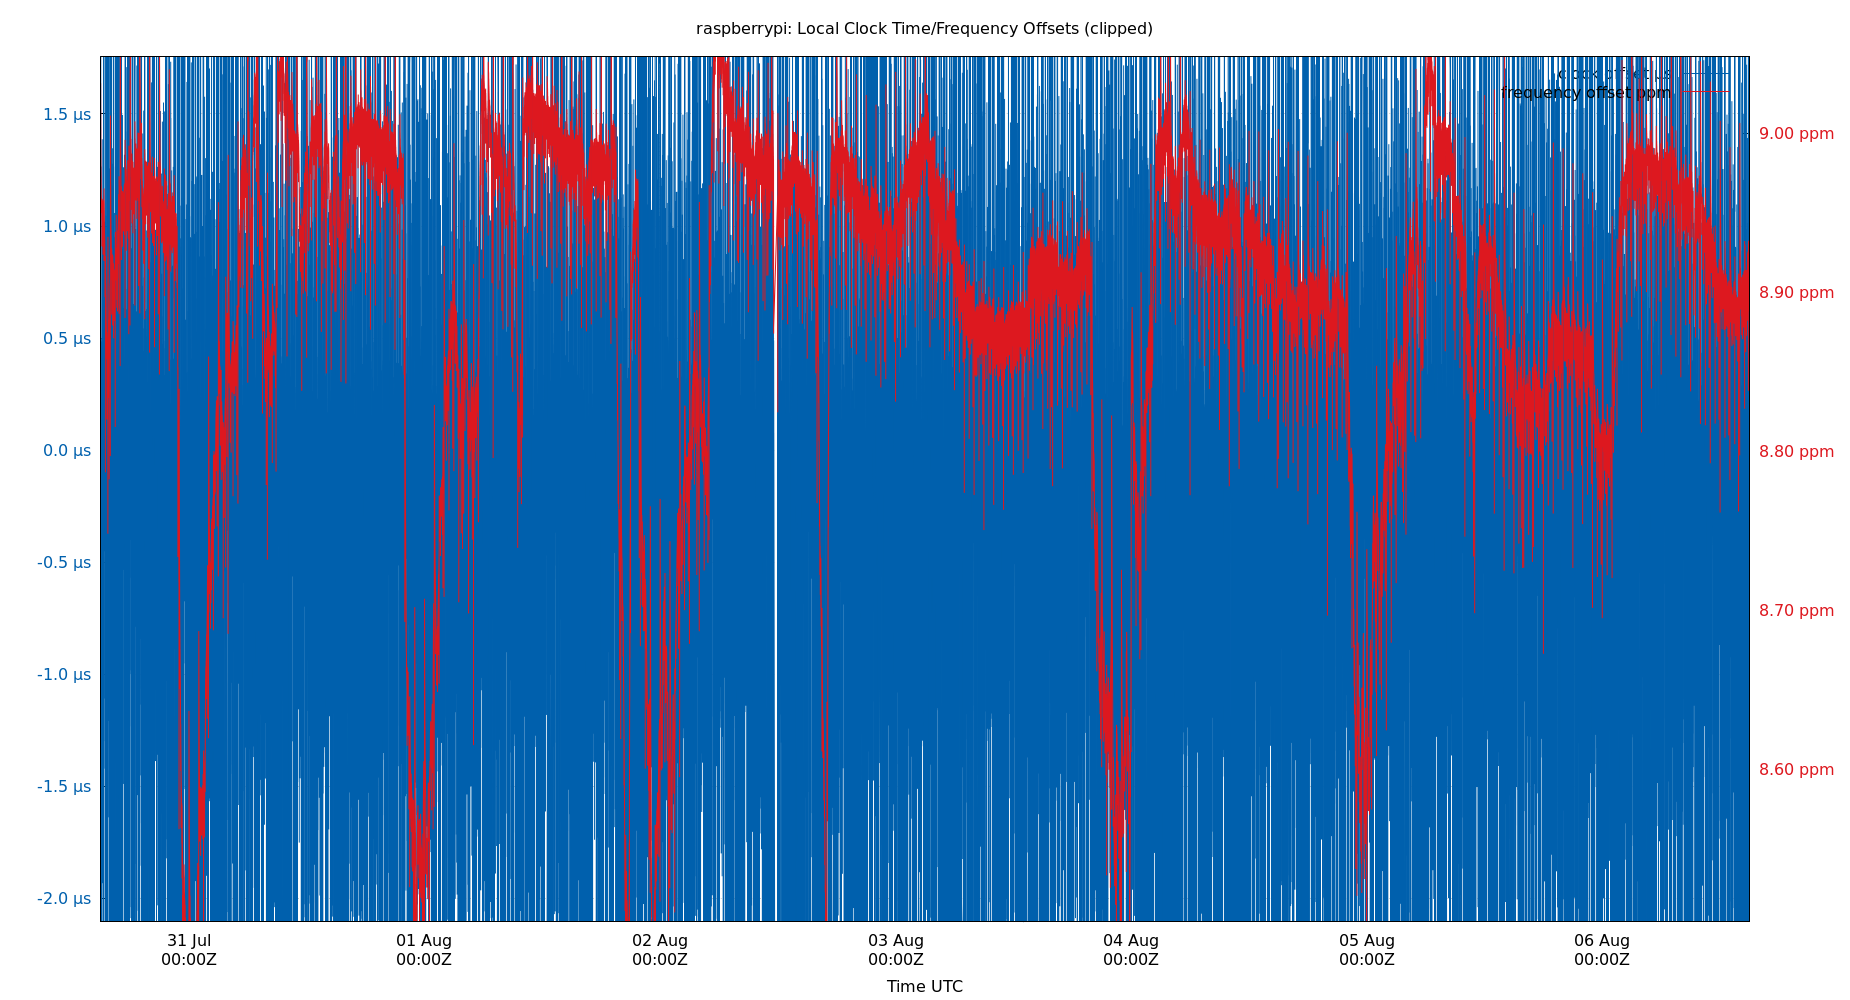 raspberrypi: Local Clock Time/Frequency Offsets (clipped)
clock offset µs
frequency offset ppm
1.5 µs
1.0 µs
0.5 µs
0.0 µs
-0.5 µs
-1.0 µs
-1.5 µs
-2.0 µs
9.00 ppm
8.90 ppm
8.80 ppm
8.70 ppm
8.60 ppm
31 Jul
00:00Z
01 Aug
00:00Z
02 Aug
00:00Z
03 Aug
00:00Z
04 Aug
00:00Z
05 Aug
00:00Z
06 Aug
00:00Z
Time UTC